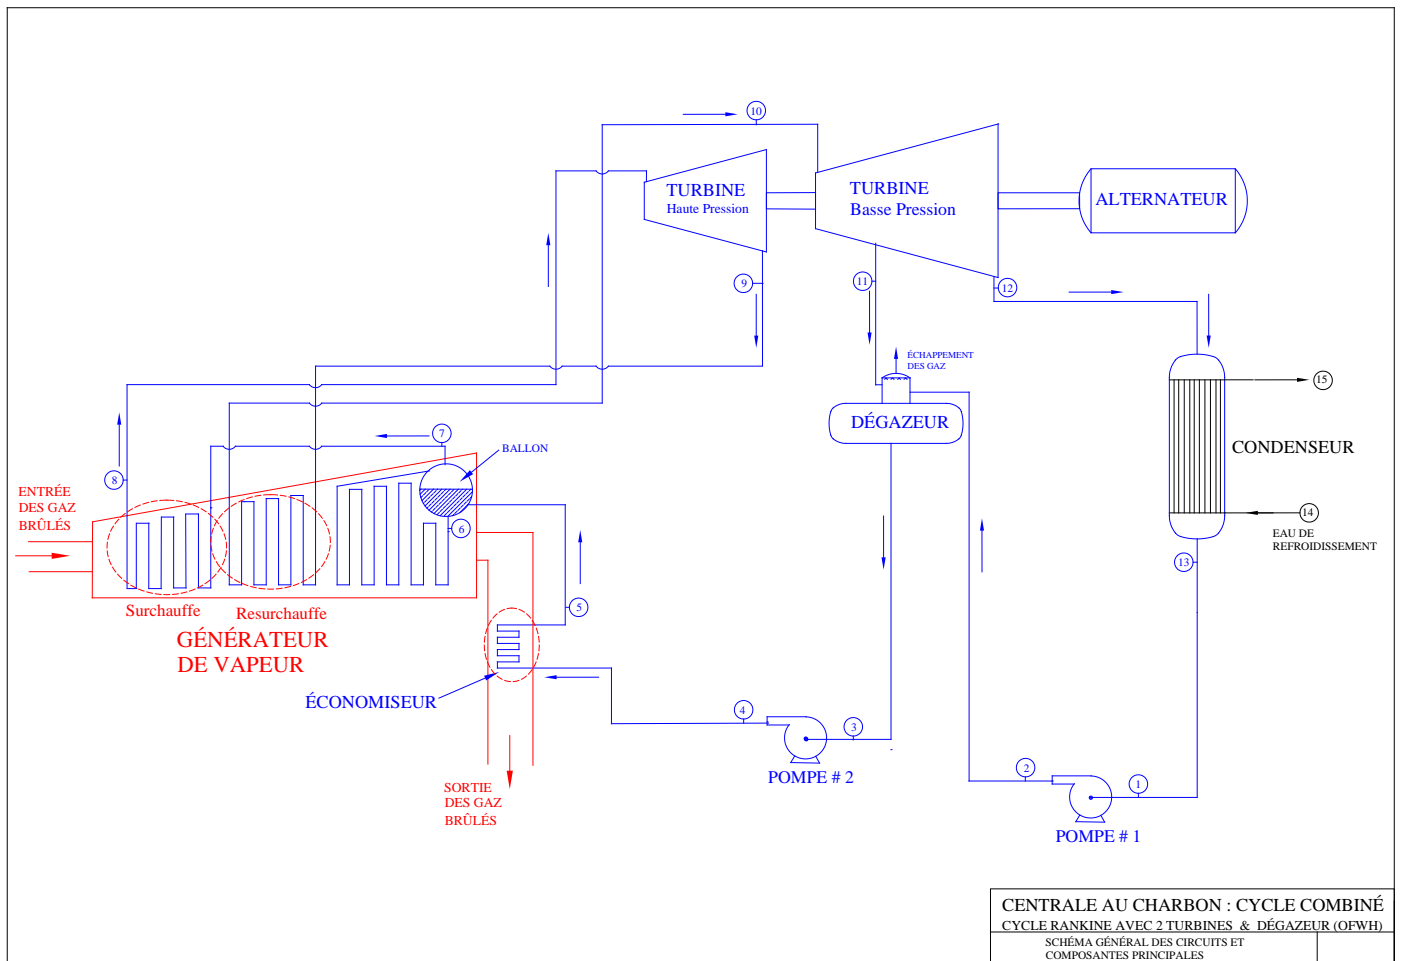 10
TURBINE
Haute Pression
TURBINE
Basse Pression
ALTERNATEUR
9
11
12
ÉCHAPPEMENT
DES GAZ
15
DÉGAZEUR
7
BALLON
CONDENSEUR
8
ENTRÉE
DES GAZ
BRÛLÉS
6
14
EAU DE
REFROIDISSEMENT
13
Surchauffe
Resurchauffe
5
GÉNÉRATEUR
DE VAPEUR
ÉCONOMISEUR
4
3
POMPE # 2
2
1
SORTIE
DES GAZ
BRÛLÉS
POMPE # 1
CENTRALE AU CHARBON : CYCLE COMBINÉ
CYCLE RANKINE AVEC 2 TURBINES & DÉGAZEUR (OFWH)
SCHÉMA GÉNÉRAL DES CIRCUITS ET
COMPOSANTES PRINCIPALES